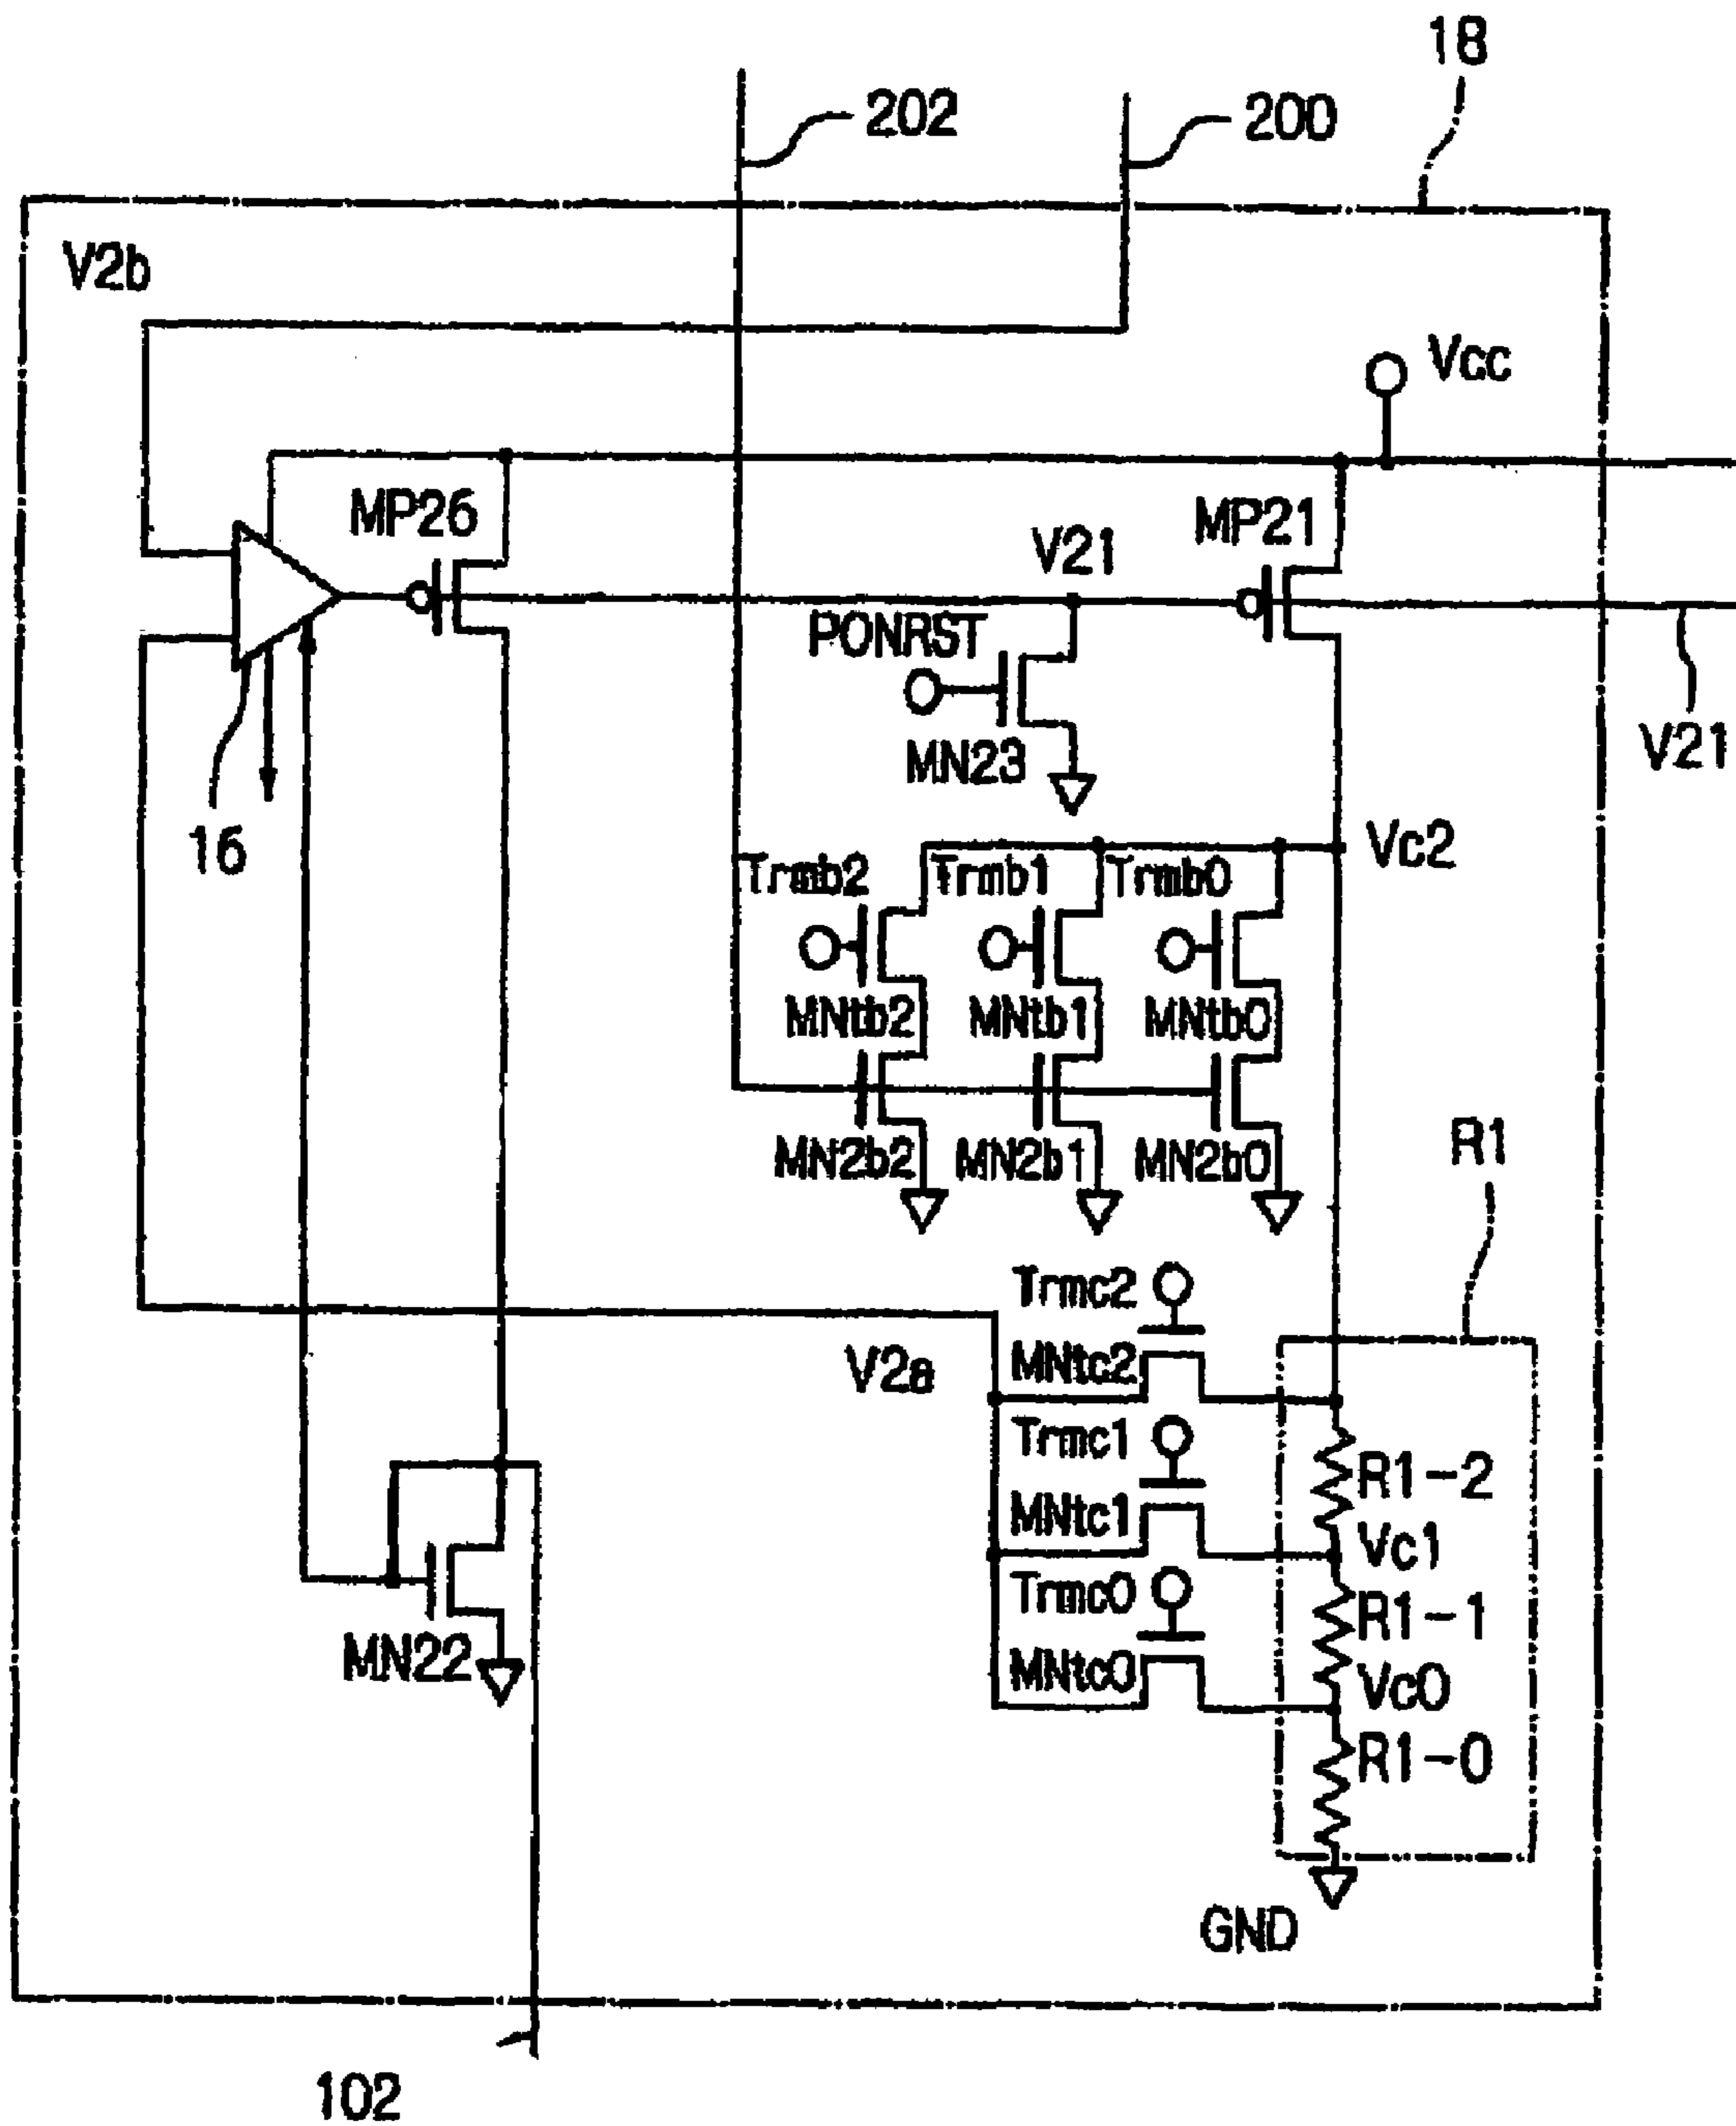 18
202
200
V2b
Vcc
MP26
MP21
V21
PONRST
MN23
V21
16
Vc2
Trmb2
Trmb1
Trmb0
MNtb2
MNtb1
MNtb0
MN2b2
MN2b1
MN2b0
R1
Trmc2
V2a
MNtc2
Trmc1
R1-2
MNtc1
Vc1
Trmc0
R1-1
MN22
MNtc0
Vc0
R1-0
GND
102